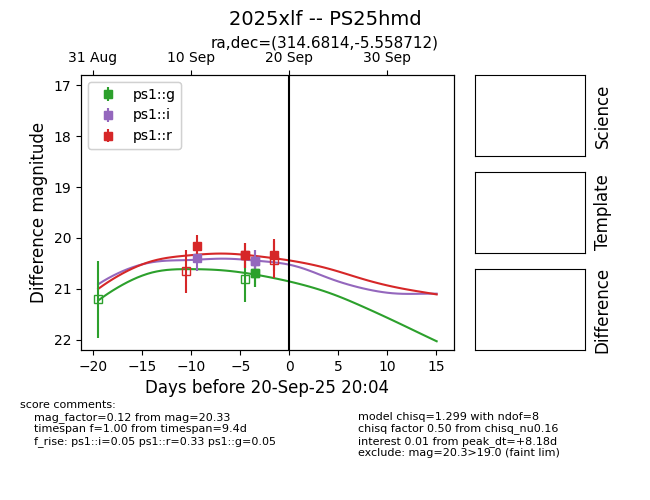 2025xlf -- PS25hmd
ra,dec=(314.6814,-5.558712)
31 Aug 10 Sep 20 Sep 30 Sep
ps1::g
ps1::i
ps1::r
17
18
19
20
21
22
Difference magnitude
−20 −15 −10 −5 0 5 10 15
Days before 20-Sep-25 20:04
Science
Template
Difference
score comments:
mag_factor=0.12 from mag=20.33
timespan f=1.00 from timespan=9.4d
f_rise: ps1::i=0.05 ps1::r=0.33 ps1::g=0.05
model chisq=1.299 with ndof=8
chisq factor 0.50 from chisq_nu0.16
interest 0.01 from peak_dt=+8.18d
exclude: mag=20.3>19.0 (faint lim)